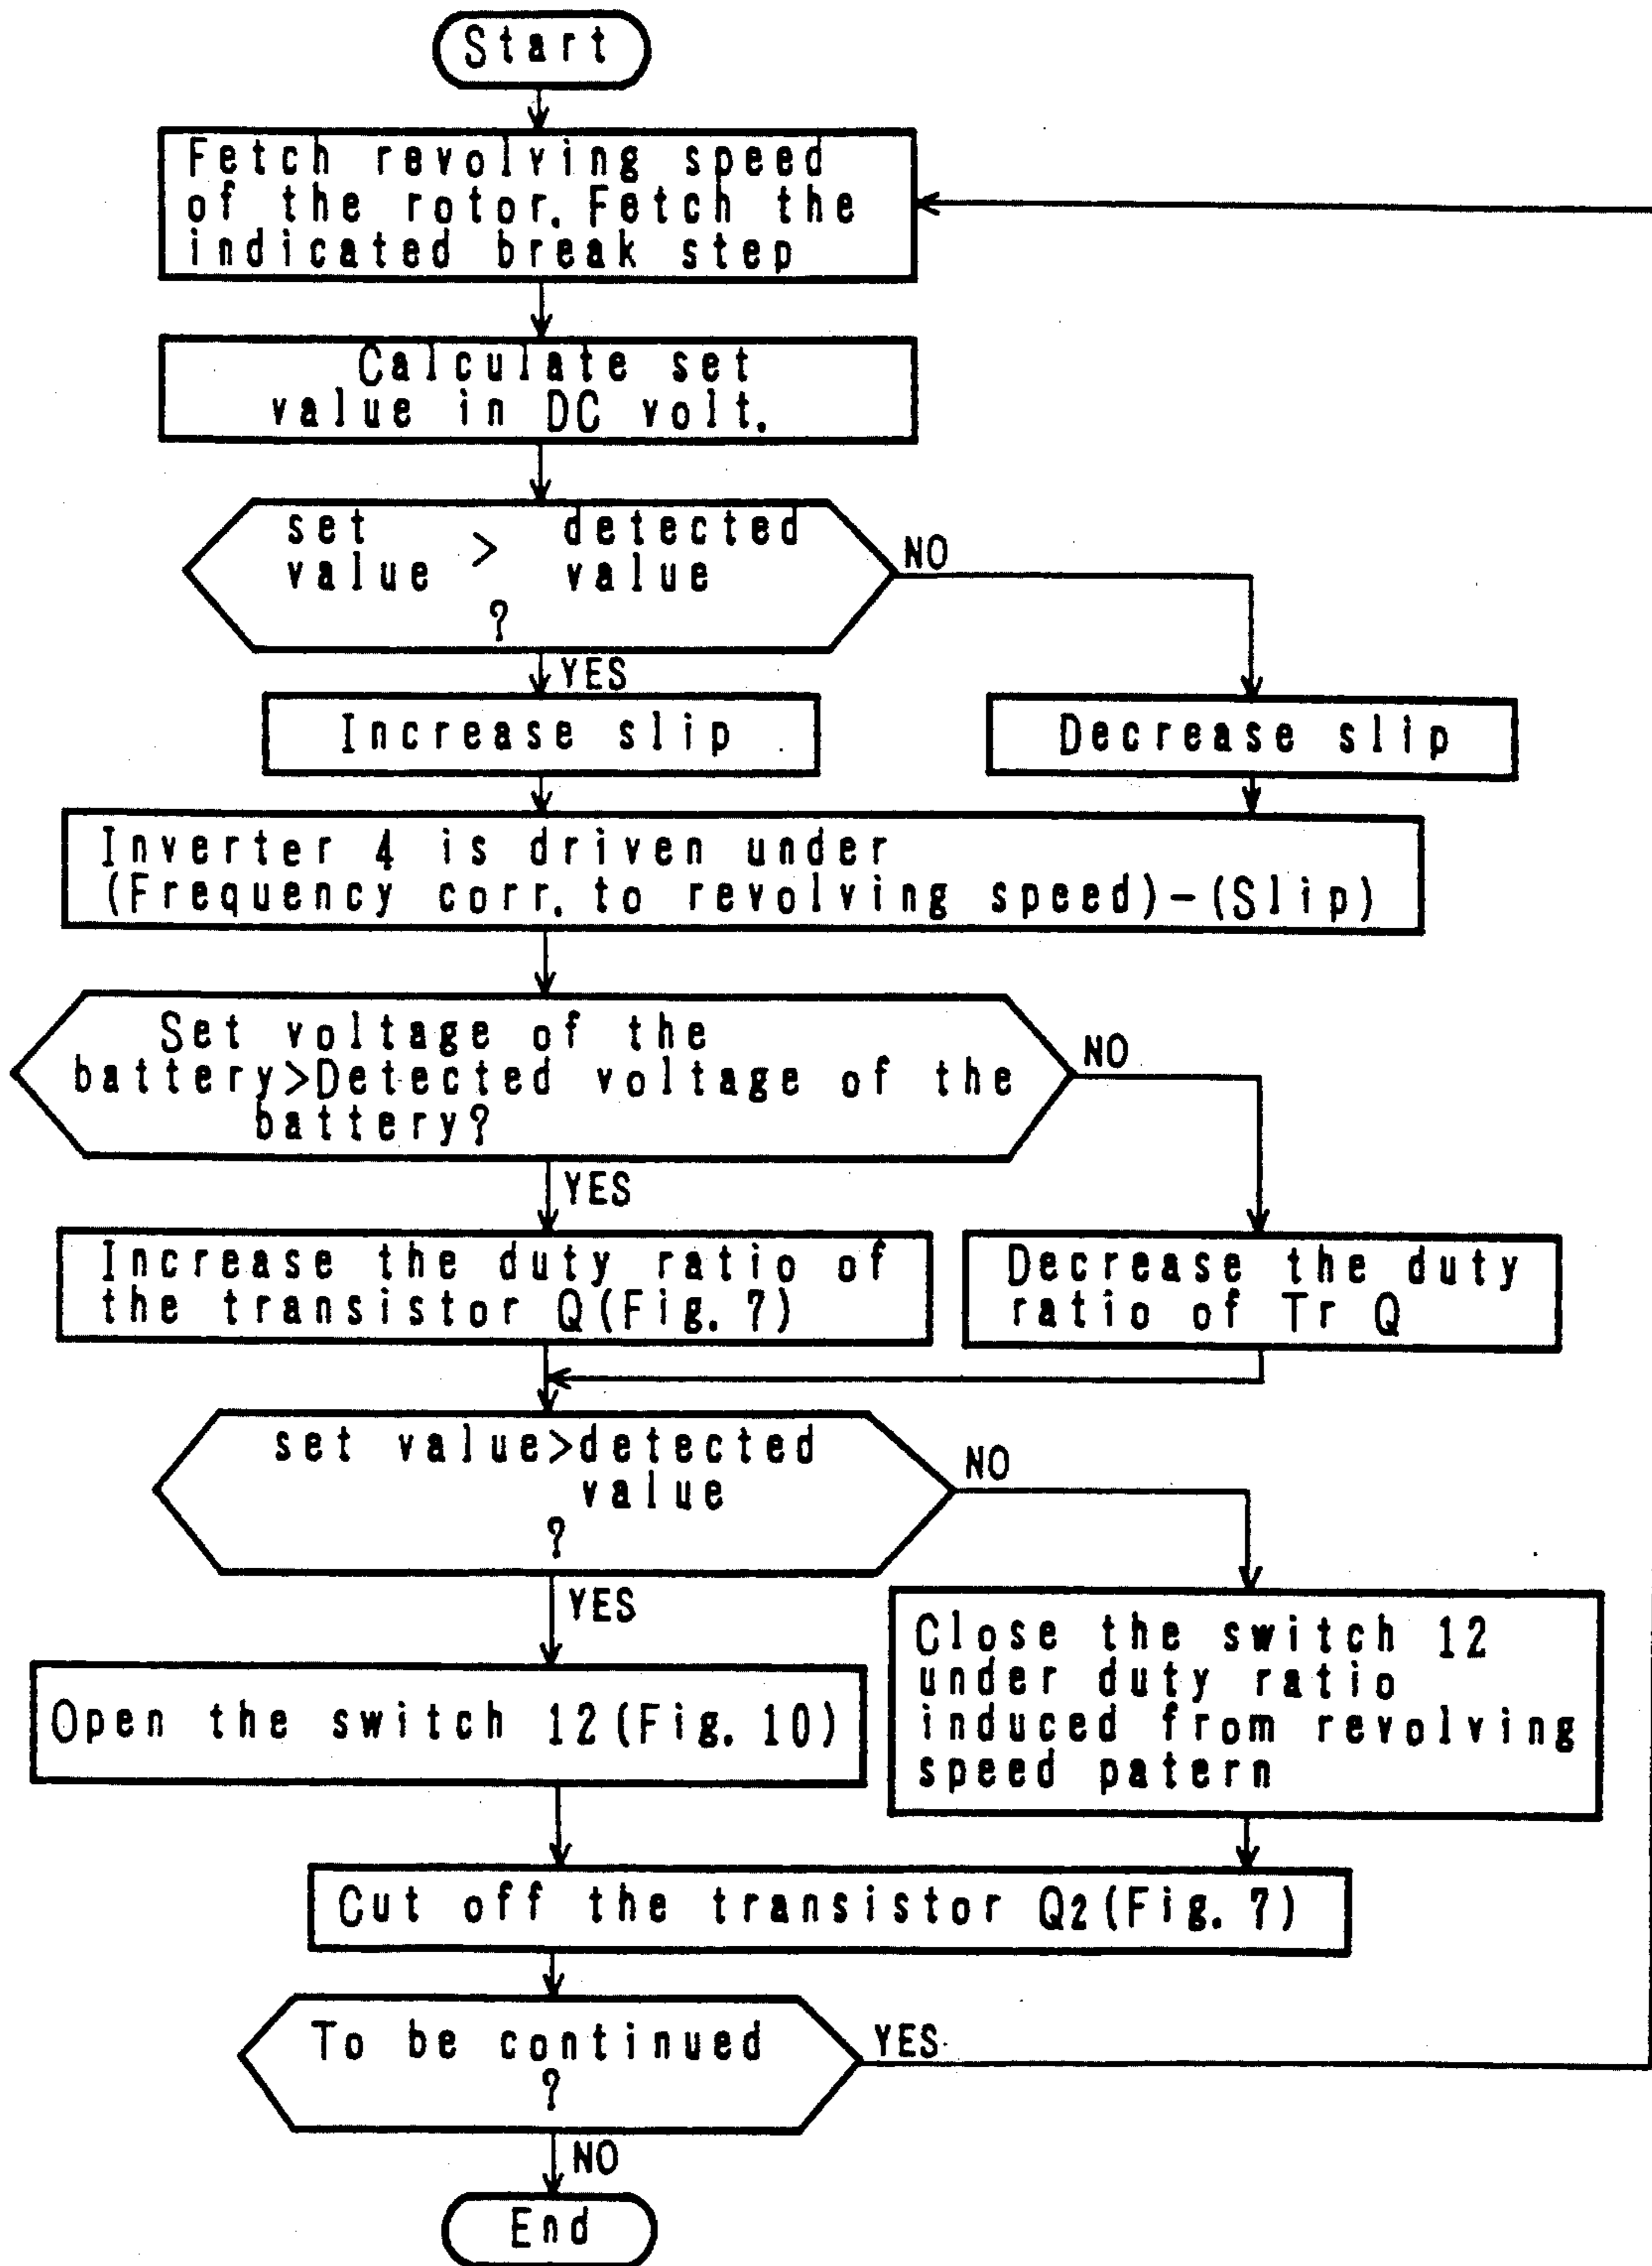 Start
Fetch revolving speed
of the rotor. Fetch the
indicated break step
Calculate set
value in DC volt.
set > detected
value value
?
NO
YES
Increase slip
Decrease slip
Inverter 4 is driven under
(Frequency corr. to revolving speed)-(Slip)
Set voltage of the
battery>Detected voltage of the
battery?
NO
YES
Increase the duty ratio of
the transistor Q(Fig. 7)
Decrease the duty
ratio of Tr Q
set value>detected
value
?
NO
YES
Open the switch 12(Fig. 10)
Close the switch 12
under duty ratio
induced from revolving
speed patern
Cut off the transistor Q2(Fig. 7)
To be continued
?
YES
NO
End